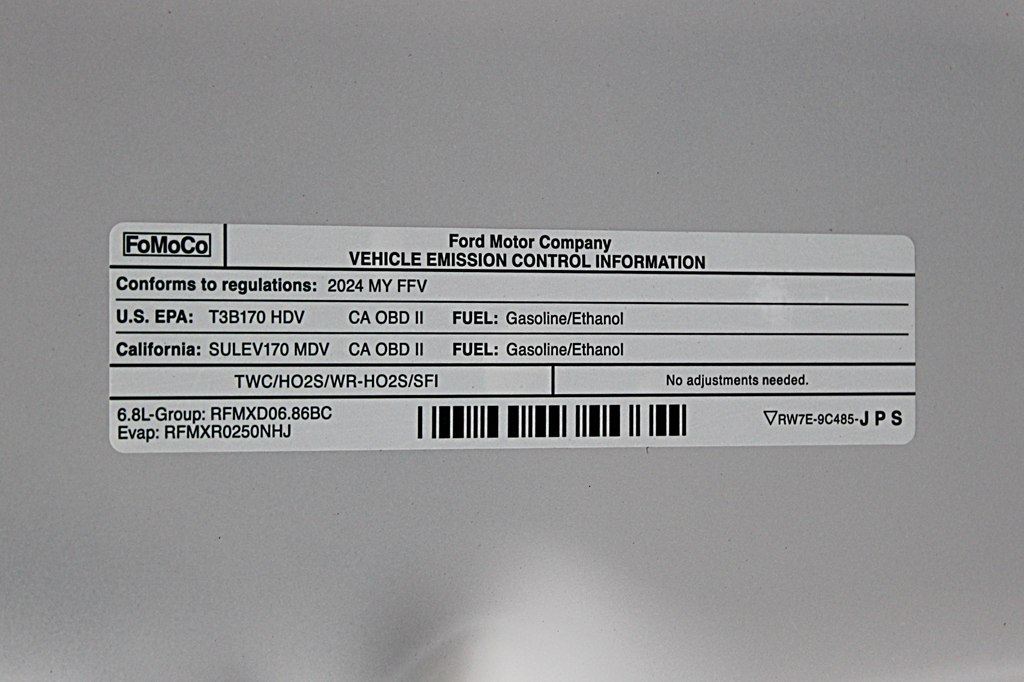 FoMoCo
Ford Motor Company
VEHICLE EMISSION CONTROL INFORMATION
Conforms to regulations: 2024 MY FFV
U.S. EPA: T3B170 HDV CA OBD II FUEL: Gasoline/Ethanol
California: SULEV170 MDV CA OBD II FUEL: Gasoline/Ethanol
TWC/HO2S/WR-HO2S/SFI
No adjustments needed.
6.8L-Group: RFMXD06.86BC
Evap: RFMXR0250NHJ
▽RW7E-9C485-J P S